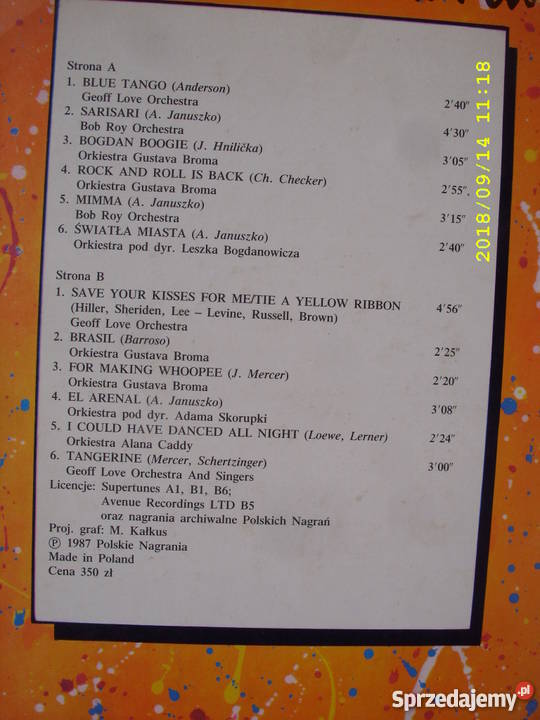 Strona A
1. BLUE TANGO (Anderson)
Geoff Love Orchestra 2'40"
2. SARISARI (A. Januszko)
Bob Roy Orchestra 4'30"
3. BOGDAN BOOGIE (J. Hnilička)
Orkiestra Gustava Broma 3'05"
4. ROCK AND ROLL IS BACK (Ch. Checker)
Orkiestra Gustava Broma 2'55".
5. MIMMA (A. Januszko)
Bob Roy Orchestra 3'15"
6. ŚWIATŁA MIASTA (A. Januszko)
Orkiestra pod dyr. Leszka Bogdanowicza 2'40"
Strona B
1. SAVE YOUR KISSES FOR ME/TIE A YELLOW RIBBON
(Hiller, Sheriden, Lee – Levine, Russell, Brown) 4'56"
Geoff Love Orchestra
2. BRASIL (Barroso)
Orkiestra Gustava Broma 2'25"
3. FOR MAKING WHOOPEE (J. Mercer)
Orkiestra Gustava Broma 2'20"
4. EL ARENAL (A. Januszko)
Orkiestra pod dyr. Adama Skorupki 3'08"
5. I COULD HAVE DANCED ALL NIGHT (Loewe, Lerner)
Orkiestra Alana Caddy 2'24"
6. TANGERINE (Mercer, Schertzinger)
Geoff Love Orchestra And Singers 3'00"
Licencje: Supertunes A1, B1, B6;
Avenue Recordings LTD B5
oraz nagrania archiwalne Polskich Nagrań
Proj. graf: M. Kałkus
Ⓟ 1987 Polskie Nagrania
Made in Poland
Cena 350 zł
2018/09/14 11:18
Sprzedajemy.pl